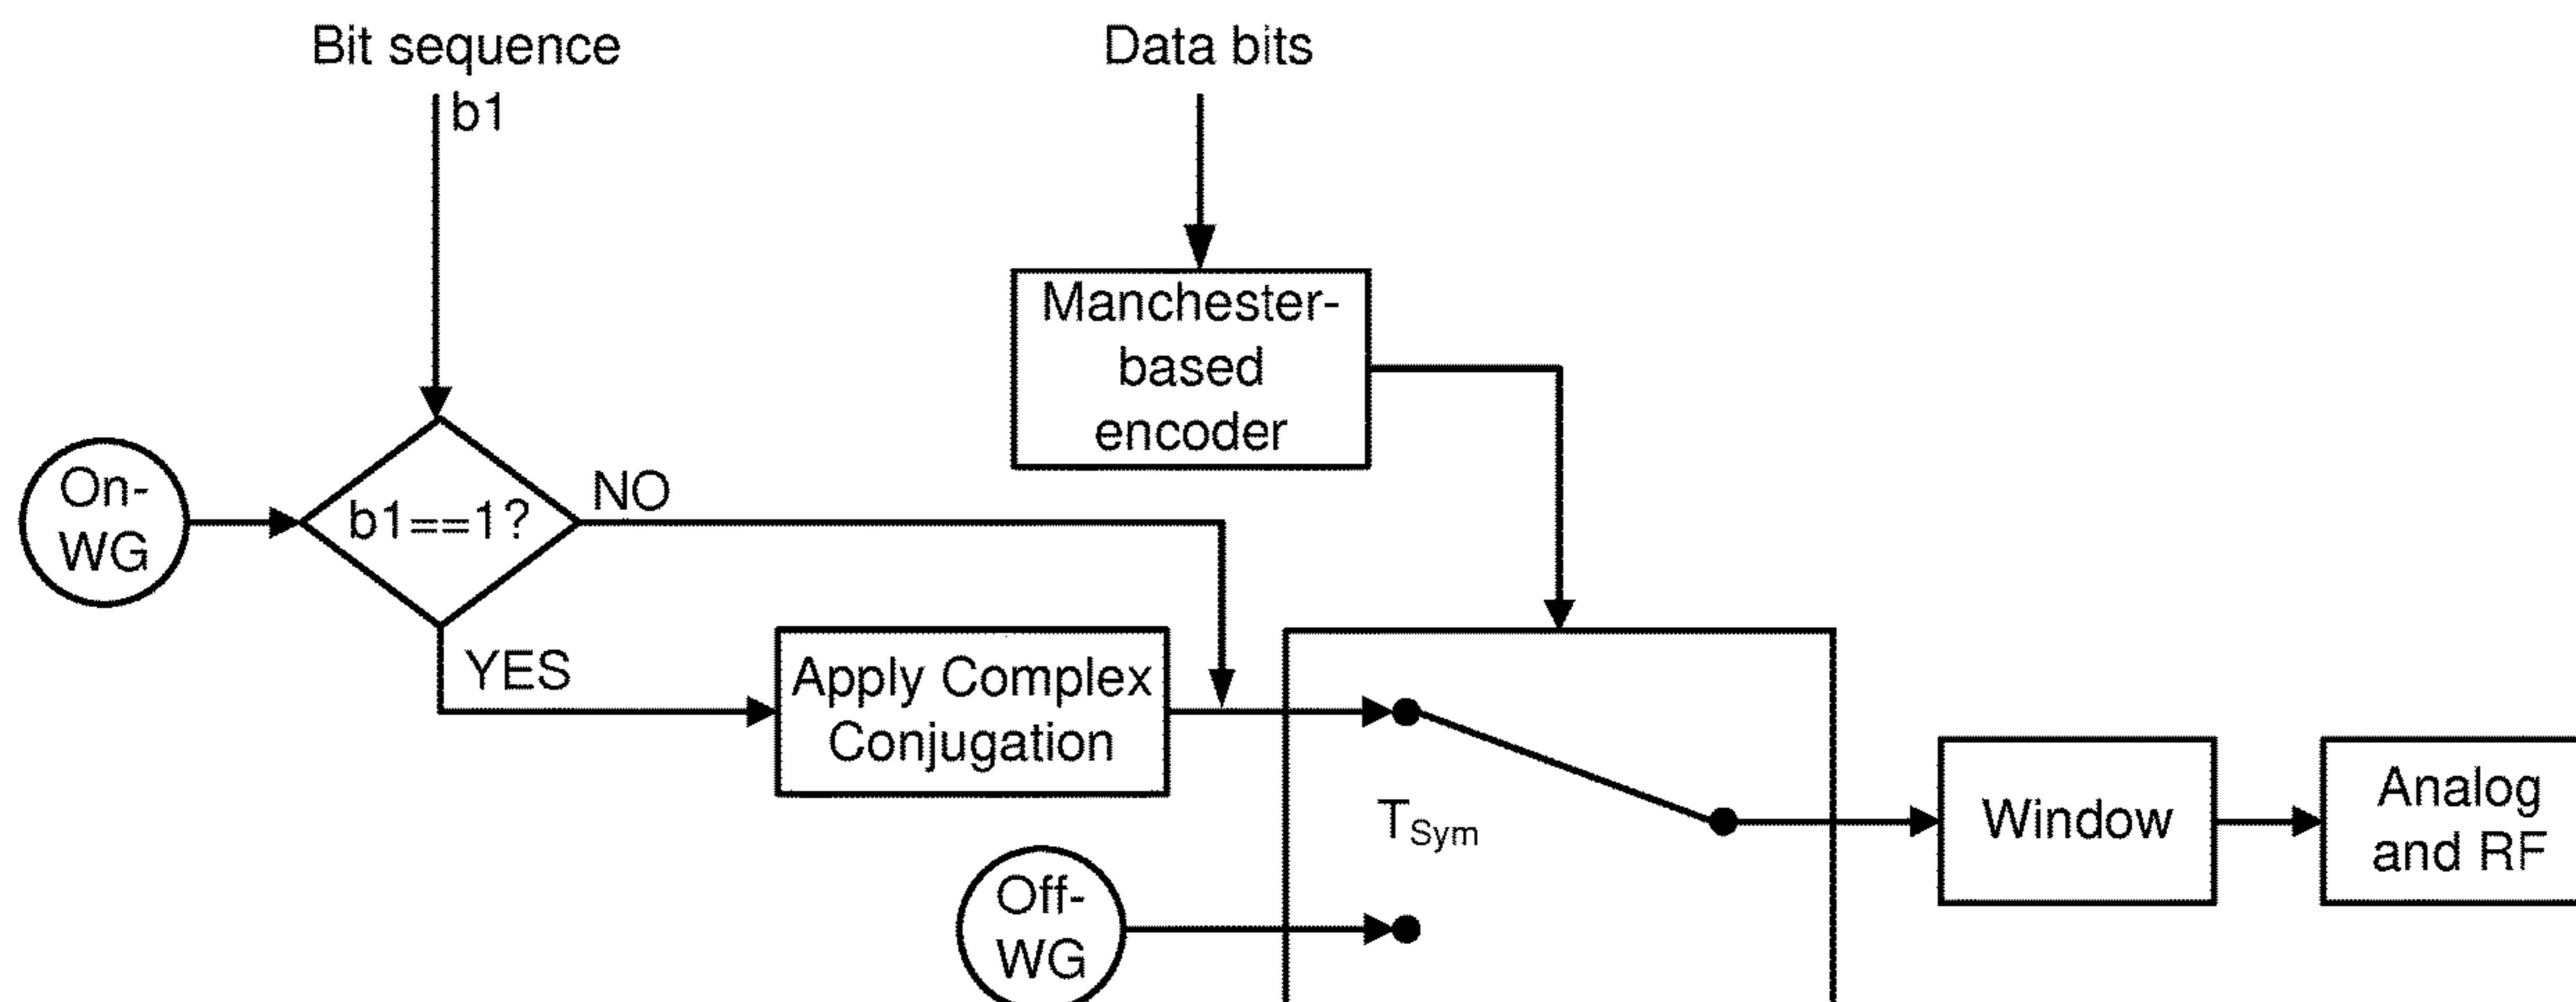 Bit sequence
b1
Data bits
Manchester-
based
encoder
On-
WG
b1==1?
NO
YES
Apply Complex
Conjugation
T_Sym
Window
Analog
and RF
Off-
WG